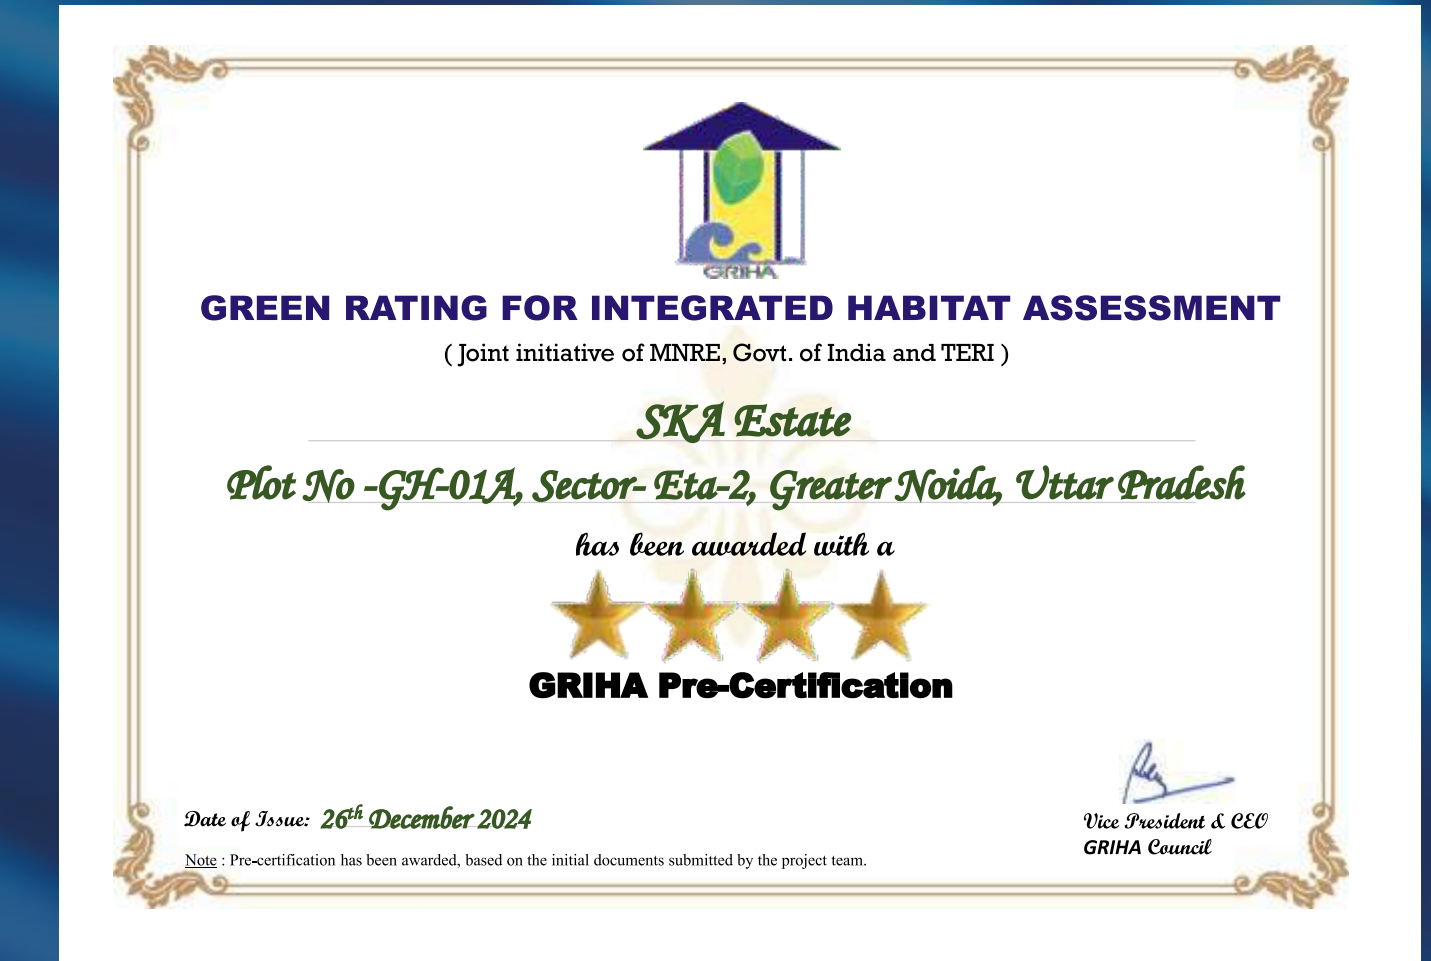 GRIHA
GREEN RATING FOR INTEGRATED HABITAT ASSESSMENT
( Joint initiative of MNRE, Govt. of India and TERI )
SKA Estate
Plot No -GH-01A, Sector- Eta-2, Greater Noida, Uttar Pradesh
has been awarded with a
GRIHA Pre-Certification
Date of Issue: 26th December 2024
Note : Pre-certification has been awarded, based on the initial documents submitted by the project team.
Vice President & CEO
GRIHA Council